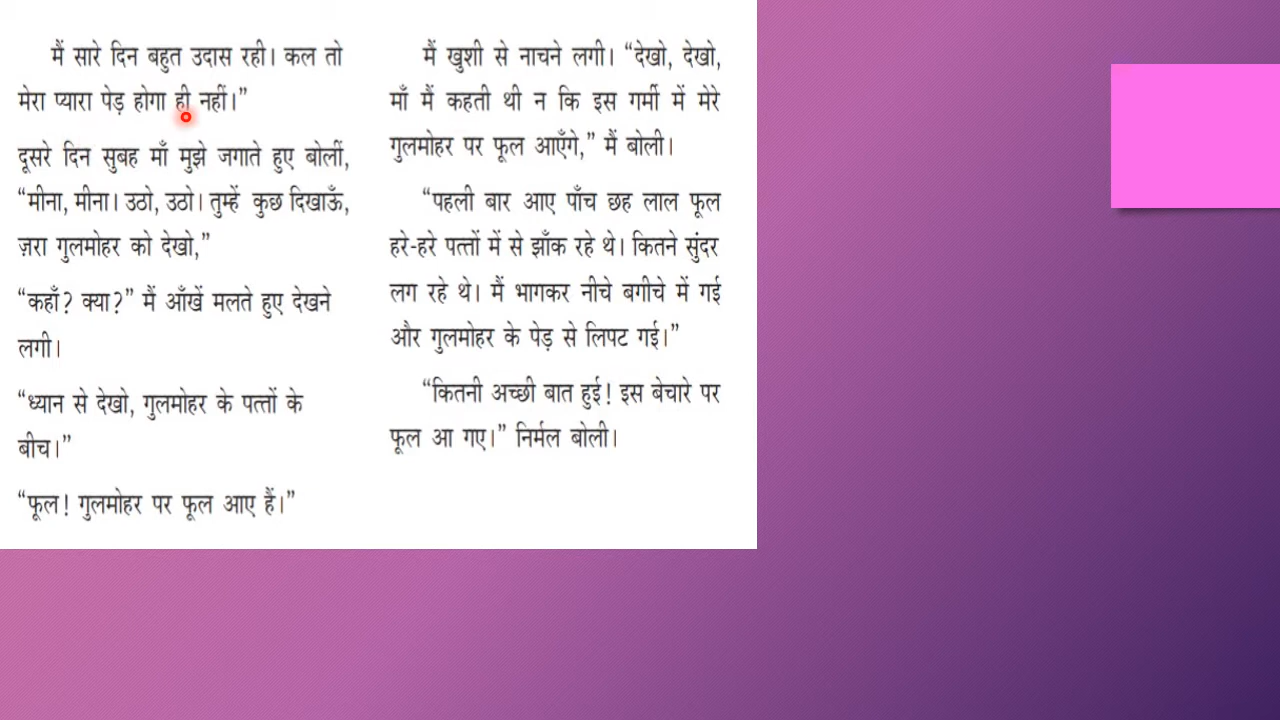 मैं सारे दिन बहुत उदास रही। कल तो
मेरा प्यारा पेड़ होगा ही नहीं।”
दूसरे दिन सुबह माँ मुझे जगाते हुए बोलीं,
“मीना, मीना। उठो, उठो। तुम्हें कुछ दिखाऊँ,
ज़रा गुलमोहर को देखो,”
“कहाँ? क्या?” मैं आँखें मलते हुए देखने
लगी।
“ध्यान से देखो, गुलमोहर के पत्तों के
बीच।”
“फूल! गुलमोहर पर फूल आए हैं।”
मैं खुशी से नाचने लगी। “देखो, देखो,
माँ मैं कहती थी न कि इस गर्मी में मेरे
गुलमोहर पर फूल आएँगे,” मैं बोली।
“पहली बार आए पाँच छह लाल फूल
हरे-हरे पत्तों में से झाँक रहे थे। कितने सुंदर
लग रहे थे। मैं भागकर नीचे बगीचे में गई
और गुलमोहर के पेड़ से लिपट गई।”
“कितनी अच्छी बात हुई! इस बेचारे पर
फूल आ गए।” निर्मल बोली।